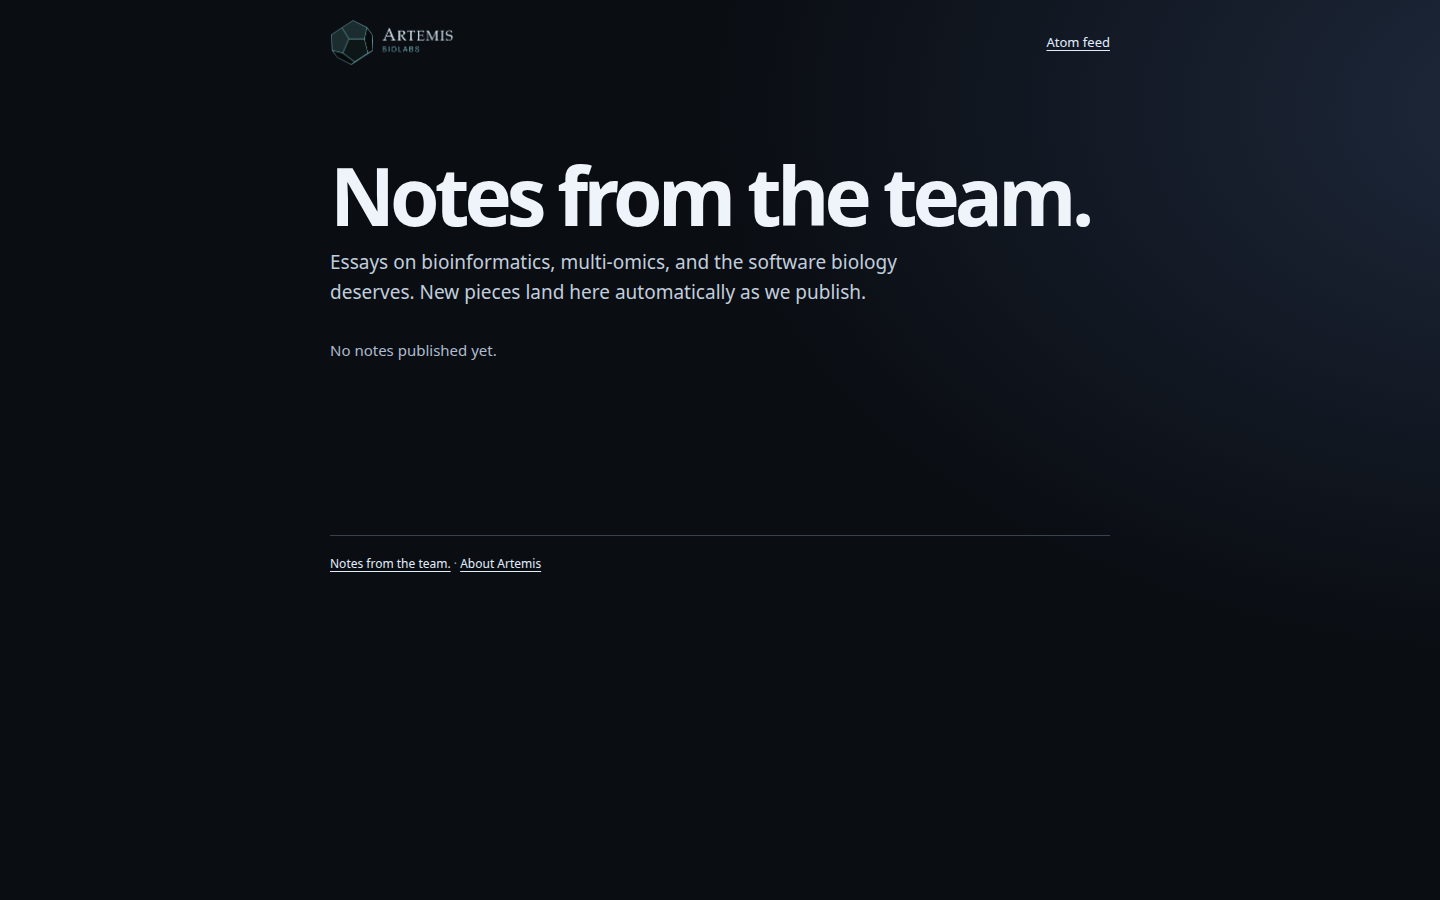 ARTEMIS
BIOLABS
Atom feed
Notes from the team.
Essays on bioinformatics, multi-omics, and the software biology
deserves. New pieces land here automatically as we publish.
No notes published yet.
Notes from the team. · About Artemis